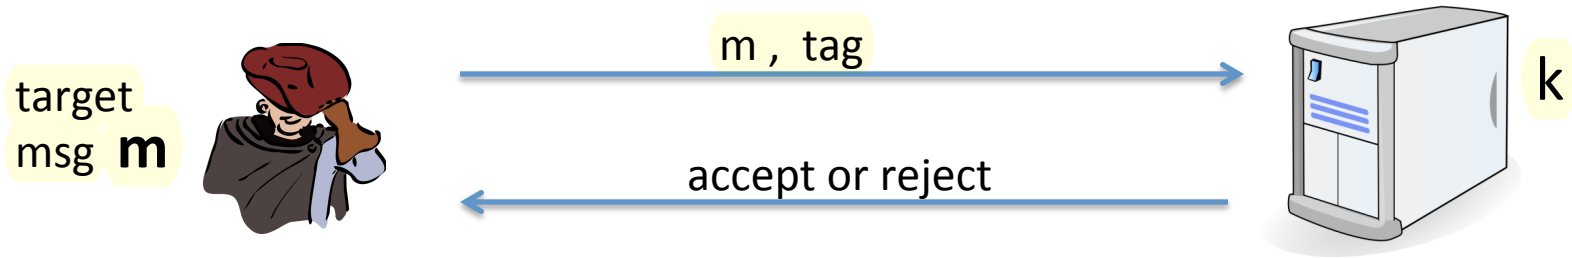 target
msg m
m , tag
accept or reject
k